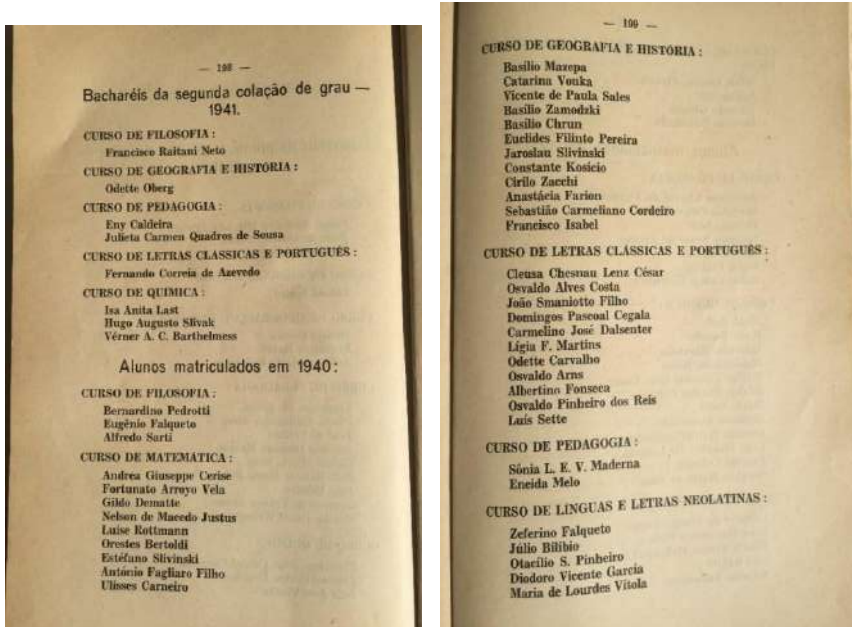 — 198 —
Bacharéis da segunda colação de grau —
1941.
CURSO DE FILOSOFIA :
Francisco Raitani Neto
CURSO DE GEOGRAFIA E HISTÓRIA :
Odette Oberg
CURSO DE PEDAGOGIA :
Eny Caldeira
Julieta Carmen Quadros de Sousa
CURSO DE LETRAS CLÁSSICAS E PORTUGUÊS :
Fernando Correia de Azevedo
CURSO DE QUIMICA :
Isa Anita Last
Hugo Augusto Slivak
Vérner A. C. Barthelmess
Alunos matriculados em 1940:
CURSO DE FILOSOFIA :
Bernardino Pedrotti
Eugênio Falqueto
Alfredo Sarti
CURSO DE MATEMÁTICA :
Andrea Giuseppe Cerise
Fortunato Arroyo Vela
Gildo Dematte
Nelson de Macedo Justus
Luise Rottmann
Orestes Bertoldi
Estéfano Slivinski
António Fagliaro Filho
Ulisses Carneiro
— 199 —
CURSO DE GEOGRAFIA E HISTÓRIA :
Basílio Mazepa
Catarina Vouka
Vicente de Paula Sales
Basílio Zamodzki
Basílio Chrun
Euclides Filinto Pereira
Jaroslau Slivinski
Constante Kosicio
Cirilo Zacchi
Anastácia Farion
Sebastião Carmeliano Cordeiro
Francisco Isabel
CURSO DE LETRAS CLÁSSICAS E PORTUGUÊS :
Cleusa Chesnau Lenz César
Osvaldo Alves Costa
João Smaniotto Filho
Domingos Pascoal Cegala
Carmelino José Dalsenter
Lígia F. Martins
Odette Carvalho
Osvaldo Arns
Albertino Fonseca
Osvaldo Pinheiro dos Reis
Luís Sette
CURSO DE PEDAGOGIA :
Sônia L. E. V. Maderna
Eneida Melo
CURSO DE LÍNGUAS E LETRAS NEOLATINAS :
Zeferino Falqueto
Júlio Bilibio
Otacílio S. Pinheiro
Diodoro Vicente Garcia
Maria de Lourdes Vítola